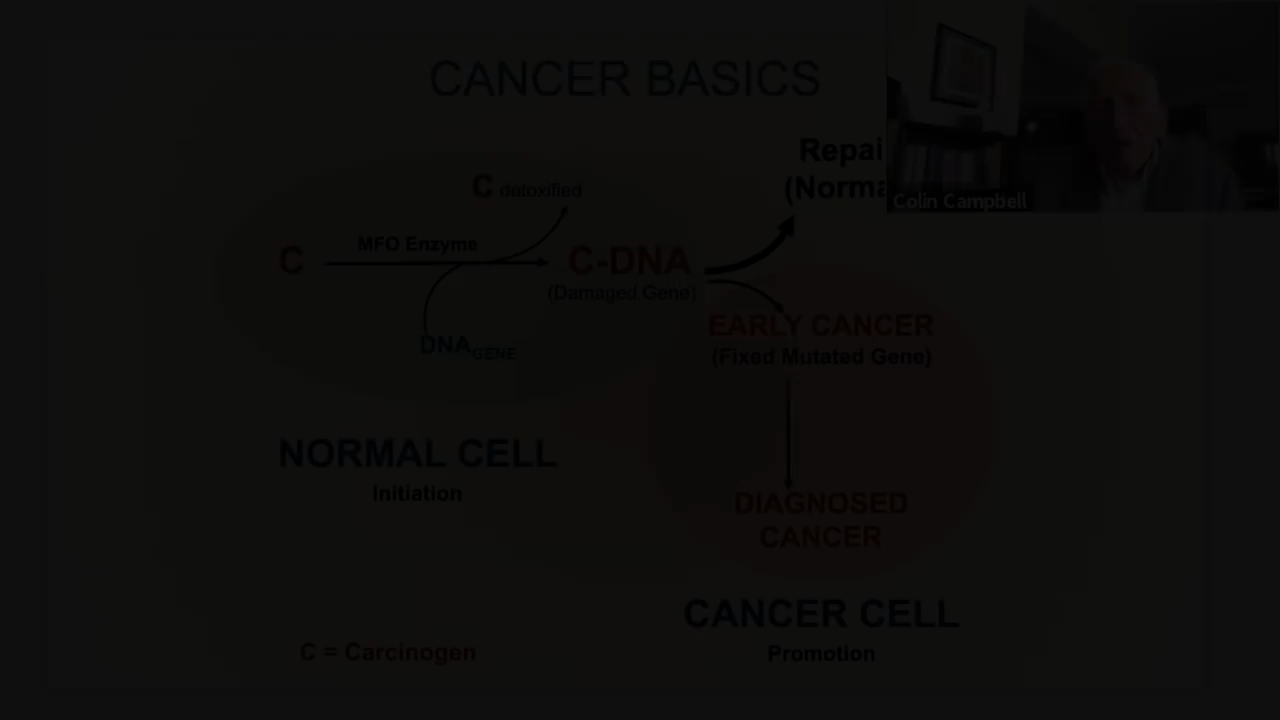 CANCER BASICS
Repai
(Norma
Colin Campbell
C detoxified
MFO Enzyme
C
C-DNA
(Damaged Gene)
DNA GENE
EARLY CANCER
(Fixed Mutated Gene)
NORMAL CELL
Initiation
DIAGNOSED
CANCER
CANCER CELL
Promotion
C = Carcinogen